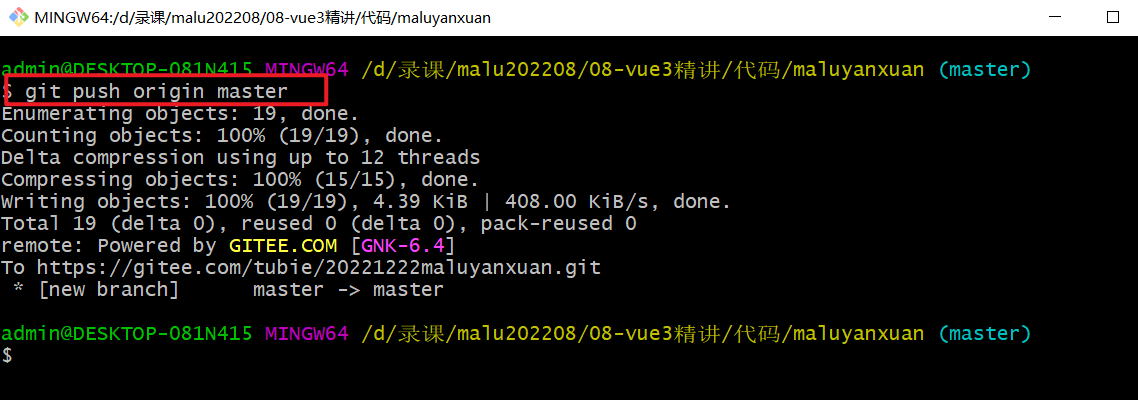 MINGW64:/d/录课/malu202208/08-vue3精讲/代码/maluyanxuan
admin@DESKTOP-081N415 MINGW64 /d/录课/malu202208/08-vue3精讲/代码/maluyanxuan (master)
$ git push origin master
Enumerating objects: 19, done.
Counting objects: 100% (19/19), done.
Delta compression using up to 12 threads
Compressing objects: 100% (15/15), done.
Writing objects: 100% (19/19), 4.39 KiB | 408.00 KiB/s, done.
Total 19 (delta 0), reused 0 (delta 0), pack-reused 0
remote: Powered by GITEE.COM [GNK-6.4]
To https://gitee.com/tubie/20221222maluyanxuan.git
 * [new branch]      master -> master
admin@DESKTOP-081N415 MINGW64 /d/录课/malu202208/08-vue3精讲/代码/maluyanxuan (master)
$